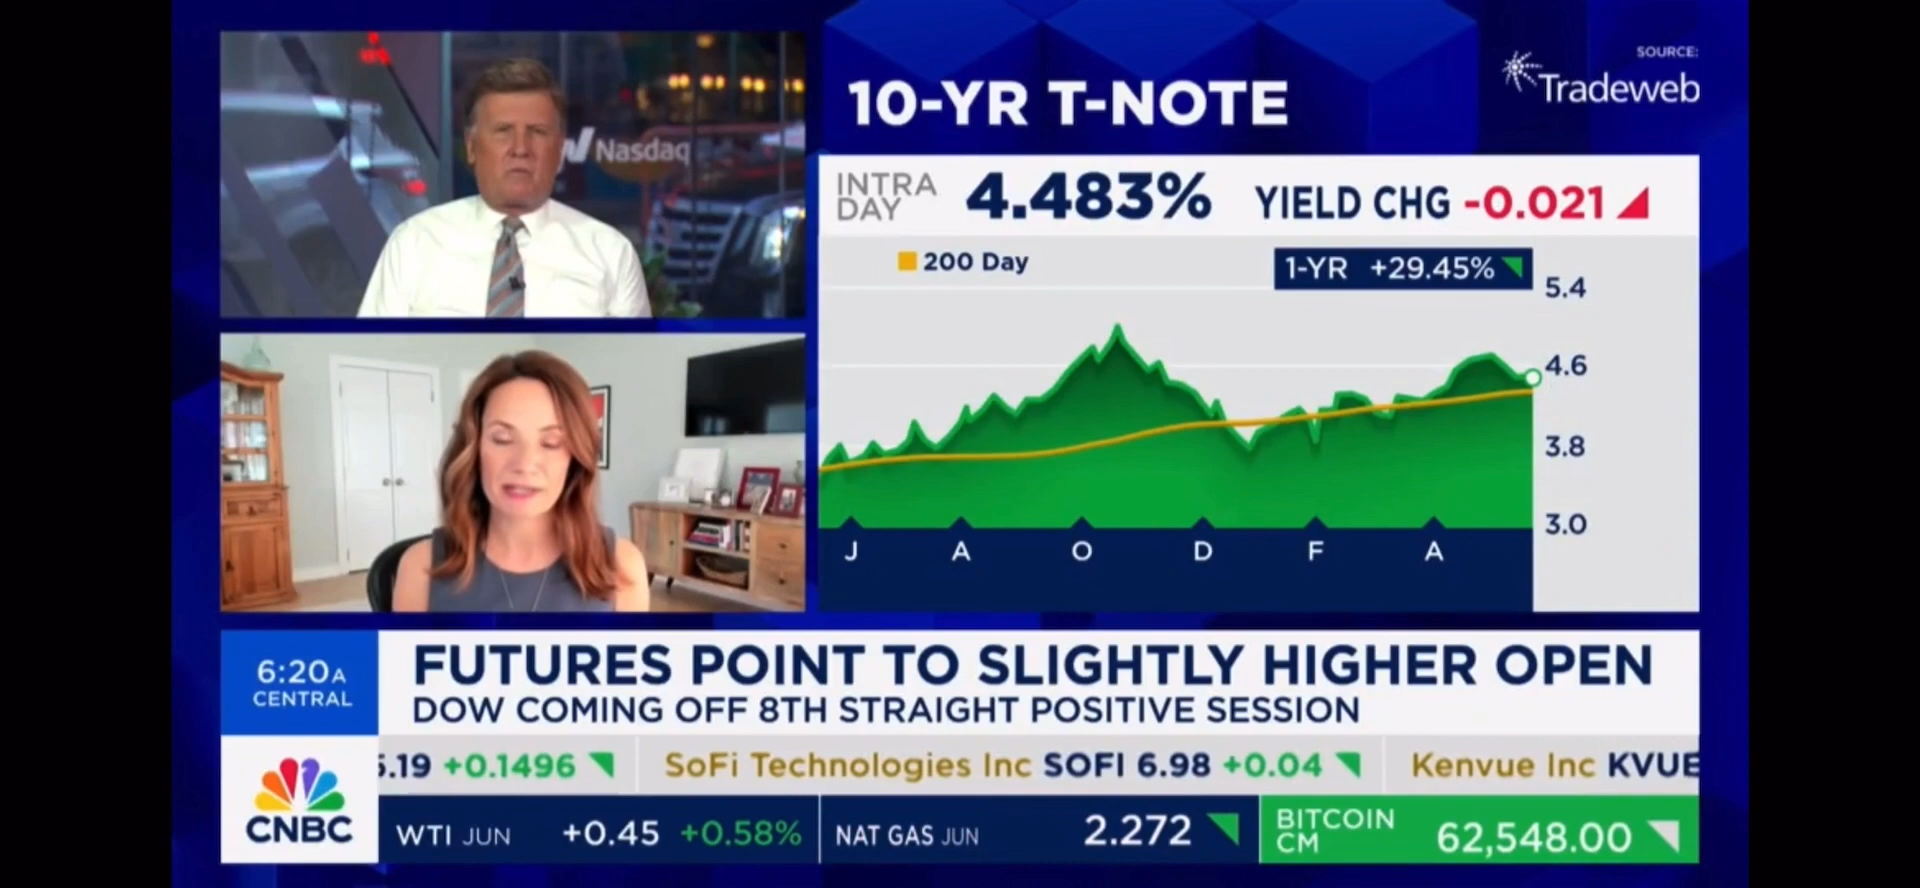 Nasdaq
10-YR T-NOTE
SOURCE:
Tradeweb
INTRA
DAY
4.483%
YIELD CHG -0.021
200 Day
1-YR +29.45%
5.4
4.6
3.8
3.0
J A O D F A
6:20A
CENTRAL
FUTURES POINT TO SLIGHTLY HIGHER OPEN
DOW COMING OFF 8TH STRAIGHT POSITIVE SESSION
.19 +0.1496 SoFi Technologies Inc SOFI 6.98 +0.04 Kenvue Inc KVUE
CNBC
WTI JUN +0.45 +0.58%
NAT GAS JUN 2.272
BITCOIN
CM
62,548.00